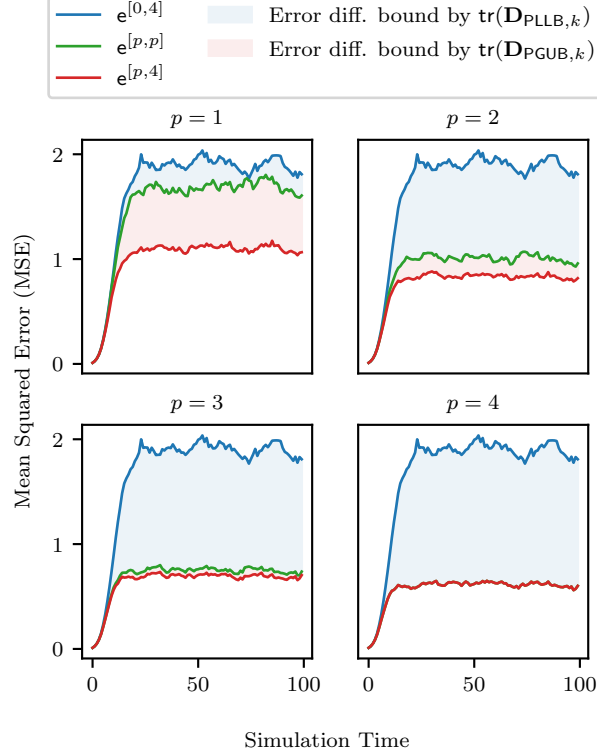 e^[0,4] Error diff. bound by tr(D_PLLB,k)
e^[p,p] Error diff. bound by tr(D_PGUB,k)
e^[p,4]
p = 1 p = 2
2
1
0
p = 3 p = 4
2
1
0
0 50 100 0 50 100
Mean Squared Error (MSE)
Simulation Time